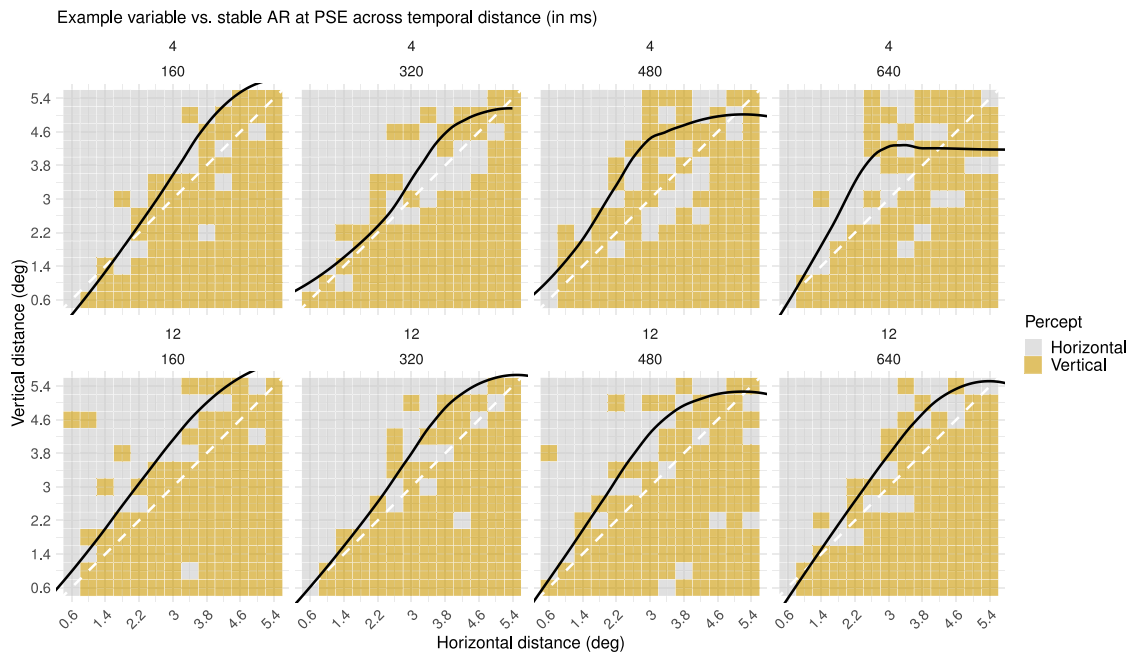 Example variable vs. stable AR at PSE across temporal distance (in ms)
4 4 4 4
160 320 480 640
5.4
4.6
3.8
3
2.2
1.4
0.6
12 12 12 12
160 320 480 640
5.4
4.6
3.8
3
2.2
1.4
0.6
Vertical distance (deg)
0.6 1.4 2.2 3 3.8 4.6 5.4 0.6 1.4 2.2 3 3.8 4.6 5.4 0.6 1.4 2.2 3 3.8 4.6 5.4 0.6 1.4 2.2 3 3.8 4.6 5.4
Horizontal distance (deg)
Percept
Horizontal
Vertical